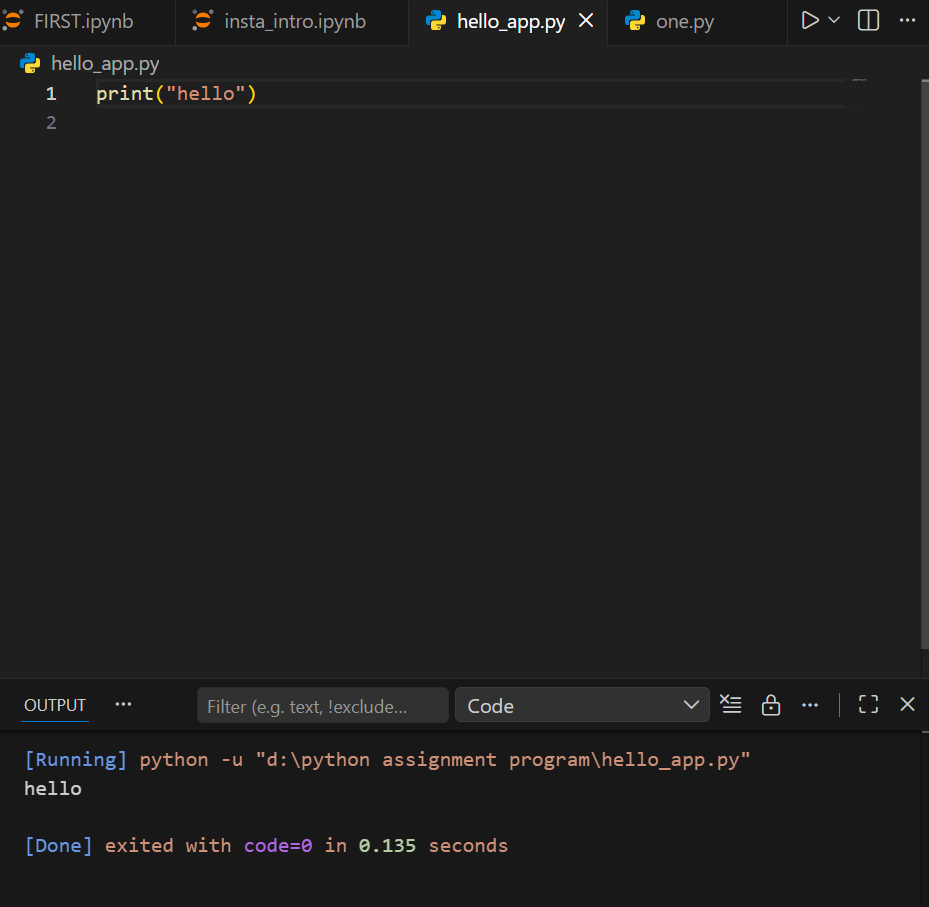 FIRST.ipynb insta_intro.ipynb hello_app.py one.py
hello_app.py
1 print("hello")
2
OUTPUT Filter (e.g. text, !exclude... Code
[Running] python -u "d:\python assignment program\hello_app.py"
hello
[Done] exited with code=0 in 0.135 seconds